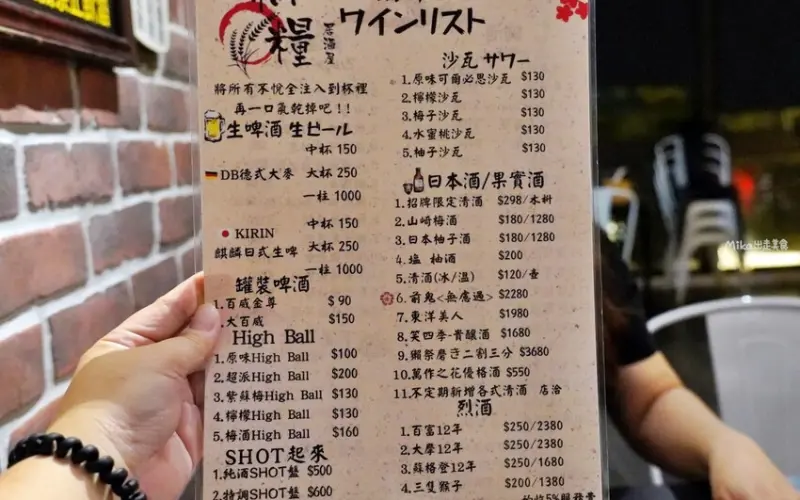 糧
居酒屋
ワインリスト
將所有不悅全注入到杯裡
再一口氣乾掉吧!!
生啤酒 生ビール
中杯 150
DB德式大麥 大杯 250
一柱 1000
中杯 150
KIRIN
麒麟日式生啤 大杯 250
一柱 1000
罐裝啤酒
1.百威金尊 $ 90
.大百威 $150
High Ball
1.原味High Ball $100
2.超派High Ball $200
3.紫蘇梅High Ball $130
4.檸檬High Ball $130
5.梅酒High Ball $160
SHOT起來
1.純酒SHOT盤 $500
2.特調SHOT盤 $600
沙瓦 サワー
1.原味可爾必思沙瓦 $130
2.檸檬沙瓦 $130
3.梅子沙瓦 $130
4.水蜜桃沙瓦 $130
5.柚子沙瓦 $130
日本酒/果實酒
1.招牌限定清酒 $298/木枡
2.山崎梅酒 $180/1280
3.日本柚子酒 $180/1280
4.塩 柚酒 $200
5.清酒(冰/温) $120/壺
6.前鬼<無濾過> $2280
7.東洋美人 $1980
8.笑四季-貴釀酒 $1680
9.獺祭磨き二割三分 $3680
10.萬作之花優格酒 $550
11.不定期新增各式清酒 店洽
烈酒
1.百富12年 $250/2380
2.大摩12年 $250/2380
3.蘇格登12年 $250/1680
4.三隻猴子 $200/1380
Mika出走美食